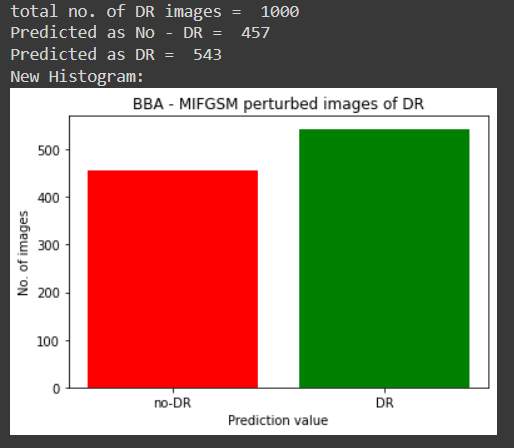 total no. of DR images =  1000
Predicted as No - DR =  457
Predicted as DR =  543
New Histogram:
BBA - MIFGSM perturbed images of DR
No. of images
500
400
300
200
100
0
no-DR
DR
Prediction value